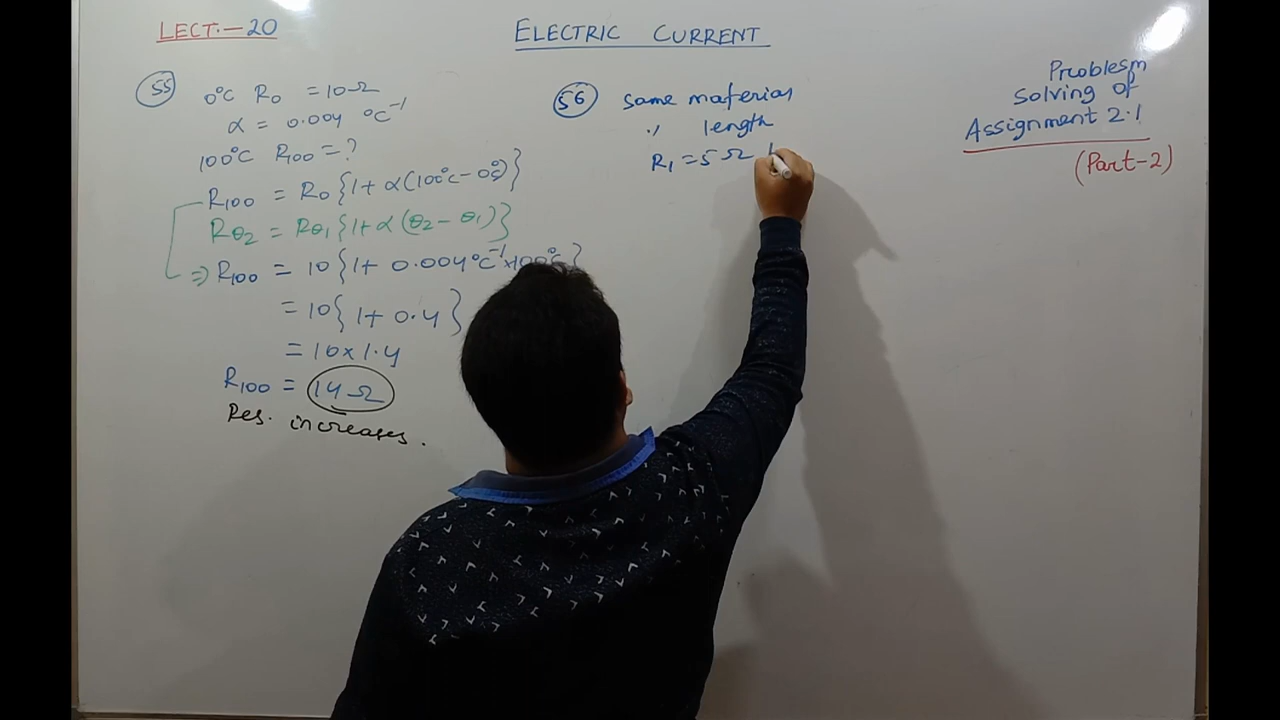 LECT.-20
ELECTRIC CURRENT
Problesm
Solving of
Assignment 2.1
(Part-2)
55
0°C R0 = 10Ω
α = 0.004 °C⁻¹
100°C R100 = ?
R100 = R0 {1+ α(100°C - 0°C)}
Rθ2 = Rθ1 {1+ α (θ2 - θ1)}
⇒ R100 = 10 {1+ 0.004°C⁻¹×100°C}
= 10 {1+ 0.4}
= 10×1.4
R100 = 14Ω
Res. increases.
56 Same material
〃 length
R1 = 5 Ω